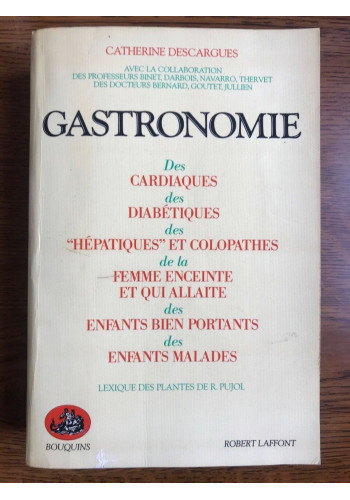 CATHERINE DESCARGUES
AVEC LA COLLABORATION
DES PROFESSEURS BINET, DARBOIS, NAVARRO, THERVET
DES DOCTEURS BERNARD, GOUTET, JULLIEN
GASTRONOMIE
Des
CARDIAQUES
des
DIABÉTIQUES
des
“HÉPATIQUES” ET COLOPATHES
de la
FEMME ENCEINTE
ET QUI ALLAITE
des
ENFANTS BIEN PORTANTS
des
ENFANTS MALADES
LEXIQUE DES PLANTES DE R. PUJOL
BOUQUINS
ROBERT LAFFONT